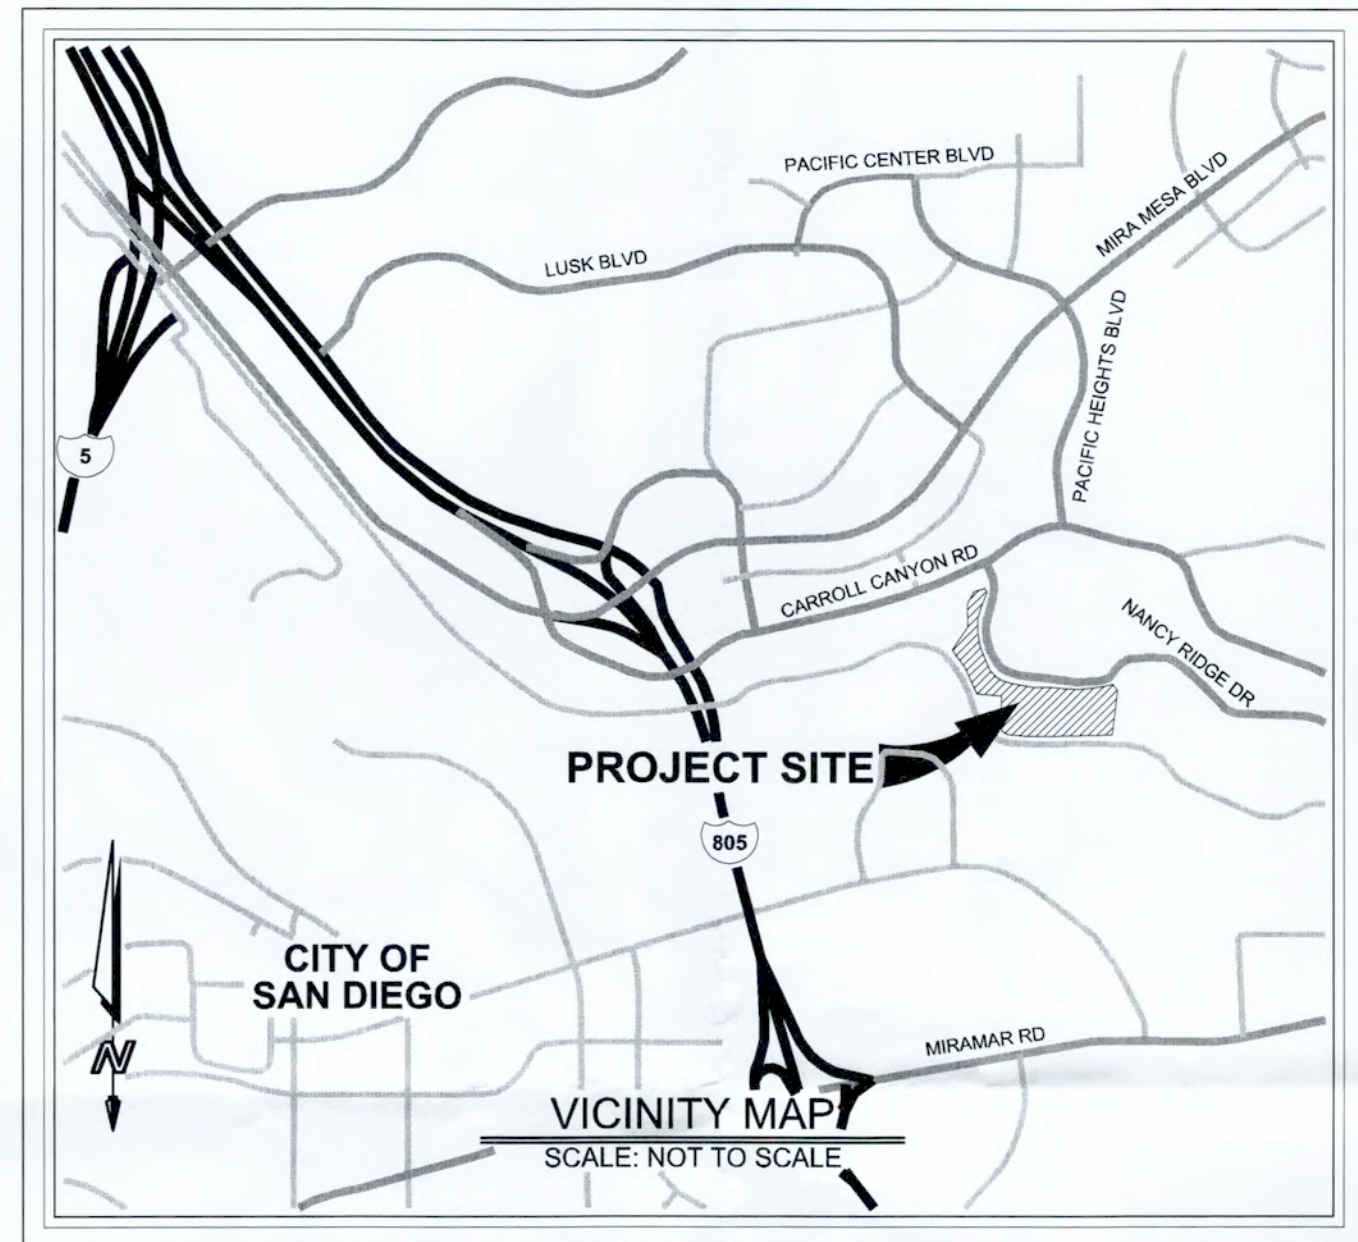 PACIFIC CENTER BLVD
MIRA MESA BLVD
LUSK BLVD
PACIFIC HEIGHTS BLVD
5
CARROLL CANYON RD
NANCY RIDGE DR
PROJECT SITE
805
CITY OF
SAN DIEGO
N
MIRAMAR RD
VICINITY MAP
SCALE: NOT TO SCALE